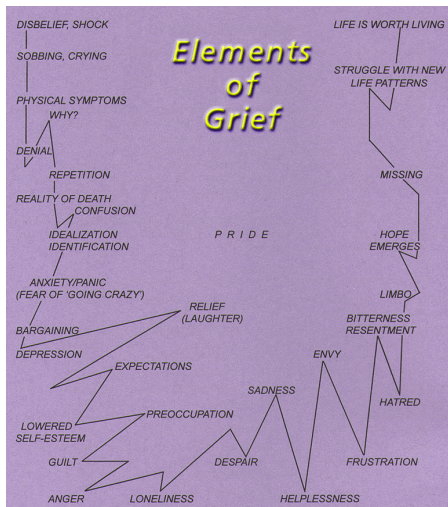 Elements
of
Grief
DISBELIEF, SHOCK
SOBBING, CRYING
PHYSICAL SYMPTOMS
WHY?
DENIAL
REPETITION
REALITY OF DEATH
CONFUSION
IDEALIZATION
IDENTIFICATION
ANXIETY/PANIC
(FEAR OF 'GOING CRAZY')
RELIEF
(LAUGHTER)
BARGAINING
DEPRESSION
EXPECTATIONS
PREOCCUPATION
LOWERED
SELF-ESTEEM
GUILT
ANGER
LONELINESS
DESPAIR
SADNESS
HELPLESSNESS
ENVY
FRUSTRATION
BITTERNESS
RESENTMENT
HATRED
LIMBO
HOPE
EMERGES
MISSING
STRUGGLE WITH NEW
LIFE PATTERNS
LIFE IS WORTH LIVING
PRIDE